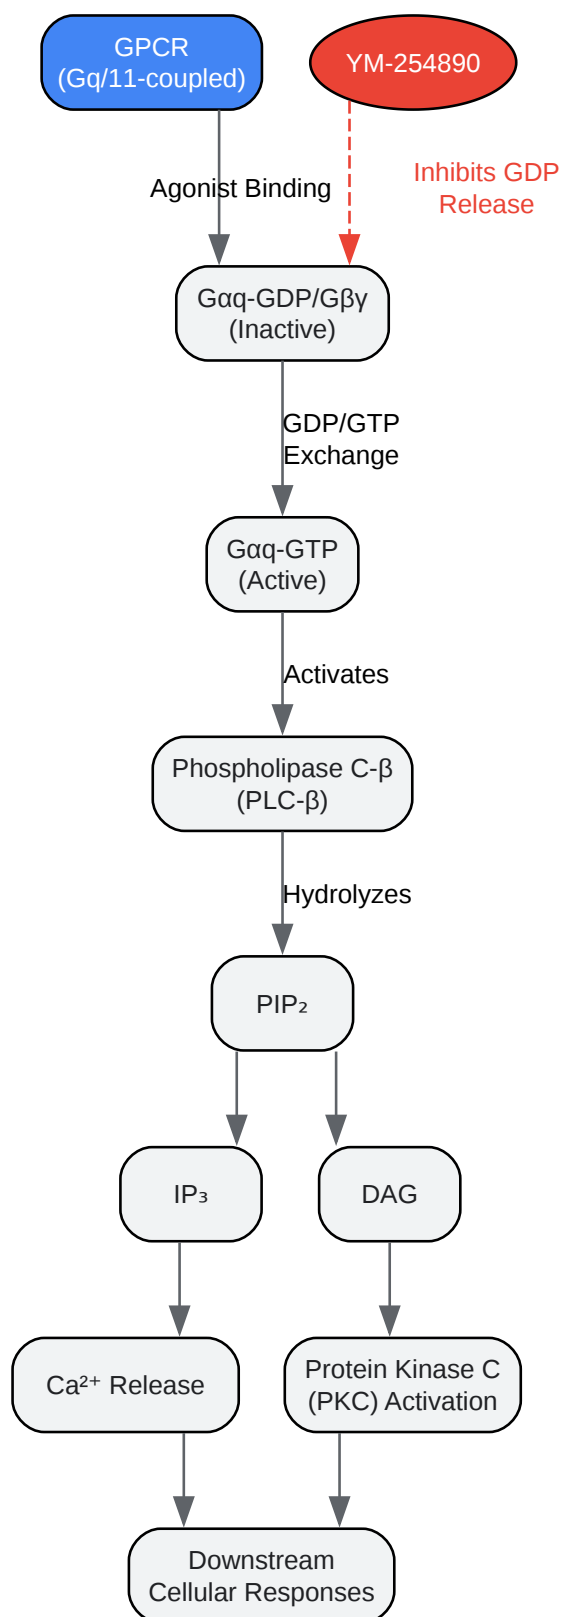 GPCR
(Gq/11-coupled)
YM-254890
Agonist Binding
Inhibits GDP
Release
Gαq-GDP/Gβγ
(Inactive)
GDP/GTP
Exchange
Gαq-GTP
(Active)
Activates
Phospholipase C-β
(PLC-β)
Hydrolyzes
PIP₂
IP₃
DAG
Ca²⁺ Release
Protein Kinase C
(PKC) Activation
Downstream
Cellular Responses